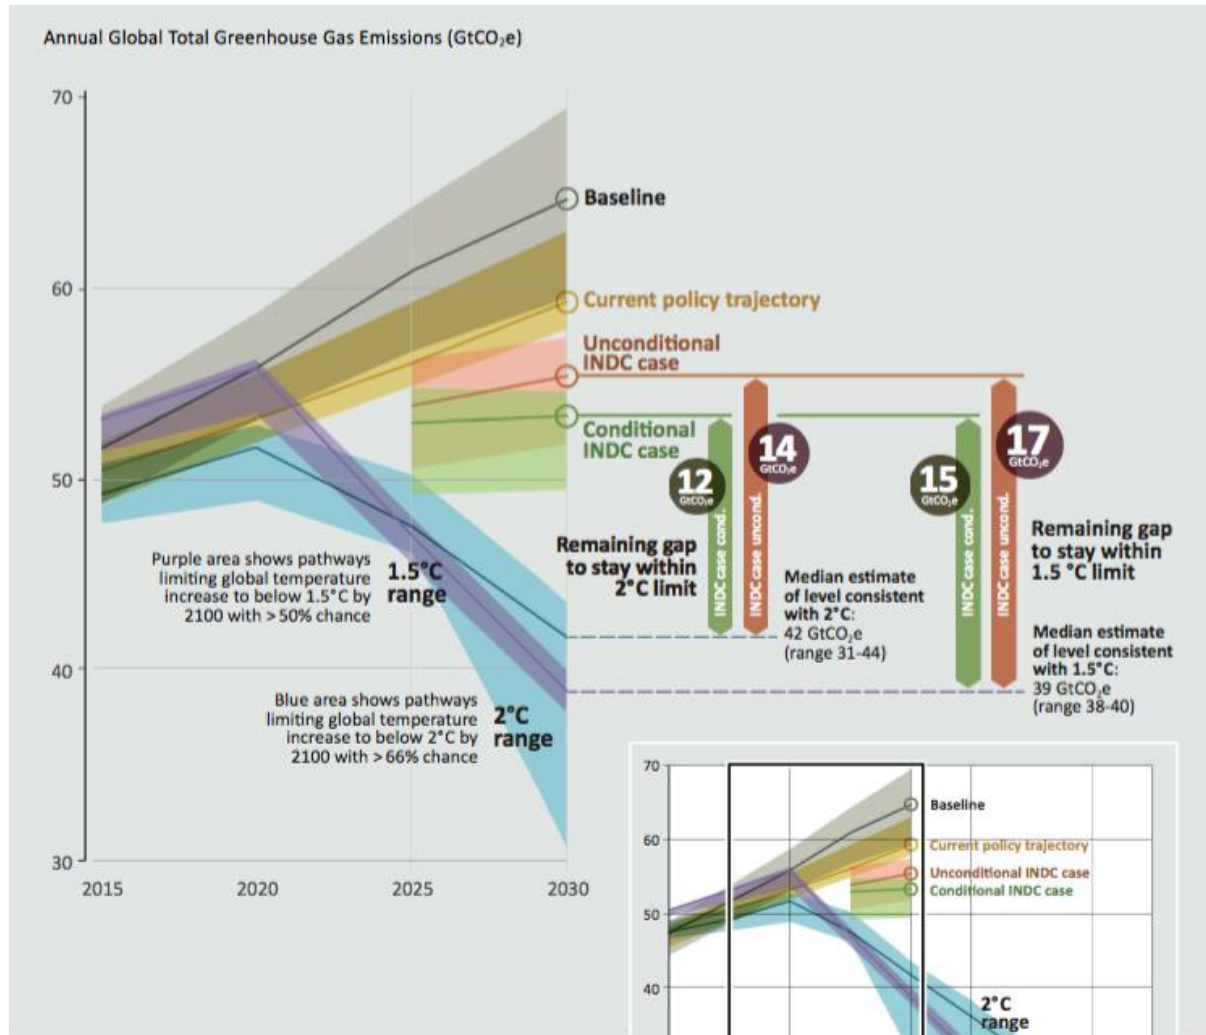 Annual Global Total Greenhouse Gas Emissions (GtCO₂e)
70
60
50
40
30
2015
2020
2025
2030
Baseline
Current policy trajectory
Unconditional
INDC case
Conditional
INDC case
12
GtCO₂e
14
GtCO₂e
15
GtCO₂e
17
GtCO₂e
INDC case cond.
INDC case uncond.
INDC case cond.
INDC case uncond.
Remaining gap
to stay within
2°C limit
Remaining gap
to stay within
1.5 °C limit
Median estimate
of level consistent
with 2°C:
42 GtCO₂e
(range 31-44)
Median estimate
of level consistent
with 1.5°C:
39 GtCO₂e
(range 38-40)
Purple area shows pathways
limiting global temperature
increase to below 1.5°C by
2100 with > 50% chance
1.5°C
range
Blue area shows pathways
limiting global temperature
increase to below 2°C by
2100 with > 66% chance
2°C
range
70
60
50
40
Baseline
Current policy trajectory
Unconditional INDC case
Conditional INDC case
2°C
range